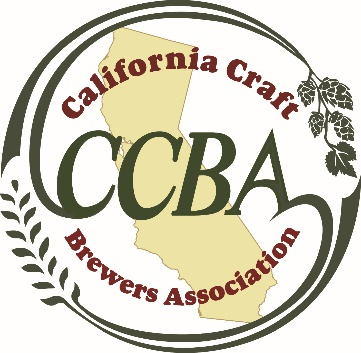 California Craft
CCBA
Brewers Association